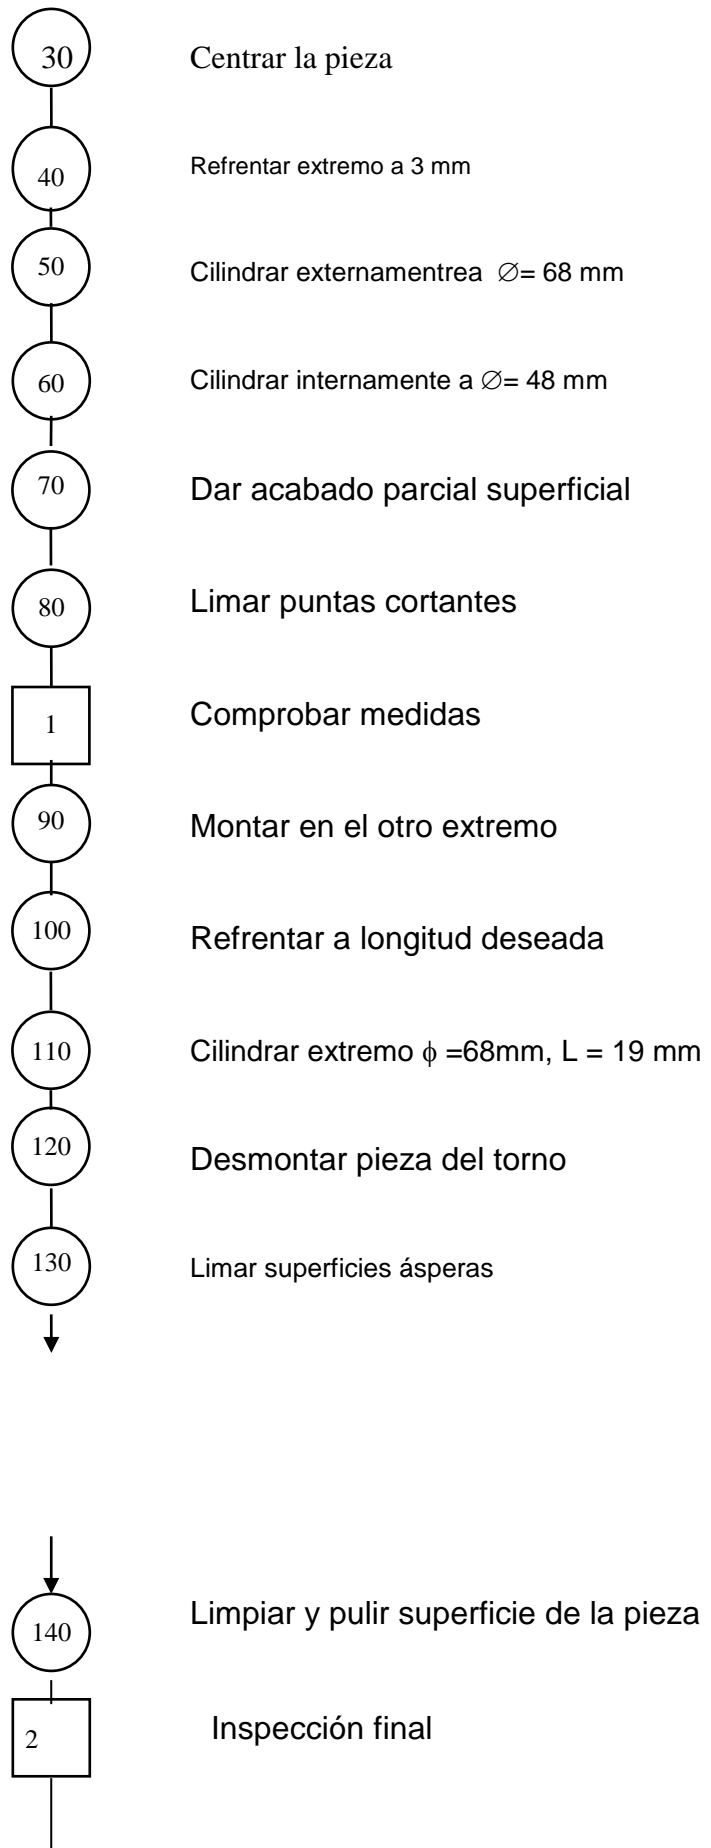 30 Centrar la pieza
40 Refrentar extremo a 3 mm
50 Cilindrar externamentrea ∅= 68 mm
60 Cilindrar internamente a ∅= 48 mm
70 Dar acabado parcial superficial
80 Limar puntas cortantes
1 Comprobar medidas
90 Montar en el otro extremo
100 Refrentar a longitud deseada
110 Cilindrar extremo ϕ =68mm, L = 19 mm
120 Desmontar pieza del torno
130 Limar superficies ásperas
140 Limpiar y pulir superficie de la pieza
2 Inspección final